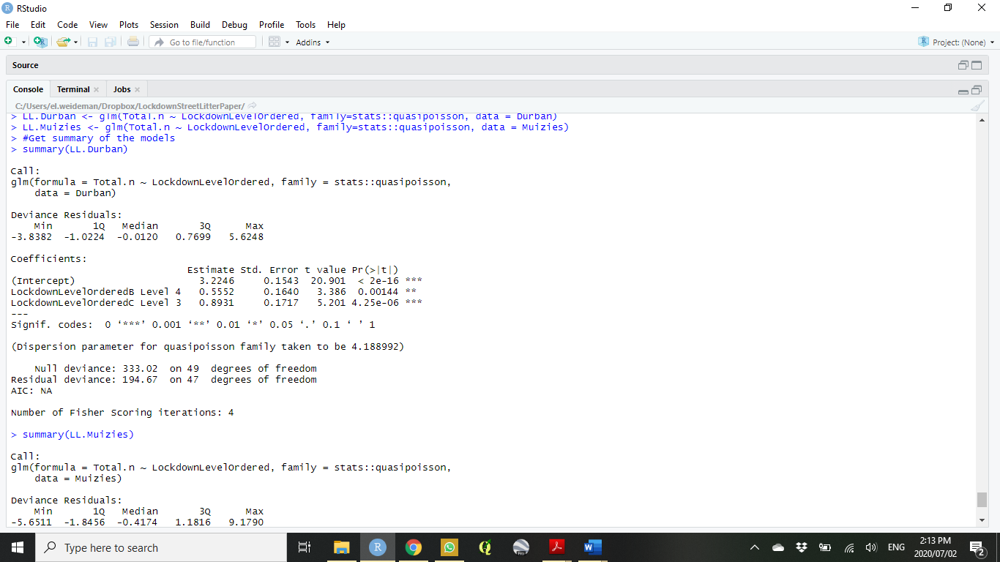 RStudio
File Edit Code View Plots Session Build Debug Profile Tools Help
Go to file/function Addins Project: (None)
Source
Console Terminal Jobs
C:/Users/el.weideman/Dropbox/LockdownStreetLitterPaper/
> LL.Durban <- glm(Total.n ~ LockdownLevelOrdered, family=stats::quasipoisson, data = Durban)
> LL.Muizies <- glm(Total.n ~ LockdownLevelOrdered, family=stats::quasipoisson, data = Muizies)
> #Get summary of the models
> summary(LL.Durban)
Call:
glm(formula = Total.n ~ LockdownLevelOrdered, family = stats::quasipoisson,
    data = Durban)
Deviance Residuals:
    Min      1Q  Median      3Q     Max
-3.8382 -1.0224 -0.0120  0.7699  5.6248
Coefficients:
                              Estimate Std. Error t value Pr(>|t|)
(Intercept)                     3.2246     0.1543  20.901  < 2e-16 ***
LockdownLevelOrderedB Level 4   0.5552     0.1640   3.386  0.00144 **
LockdownLevelOrderedC Level 3   0.8931     0.1717   5.201 4.25e-06 ***
---
Signif. codes:  0 ‘***’ 0.001 ‘**’ 0.01 ‘*’ 0.05 ‘.’ 0.1 ‘ ’ 1
(Dispersion parameter for quasipoisson family taken to be 4.188992)
    Null deviance: 333.02  on 49  degrees of freedom
Residual deviance: 194.67  on 47  degrees of freedom
AIC: NA
Number of Fisher Scoring iterations: 4
> summary(LL.Muizies)
Call:
glm(formula = Total.n ~ LockdownLevelOrdered, family = stats::quasipoisson,
    data = Muizies)
Deviance Residuals:
    Min      1Q  Median      3Q     Max
-5.6511 -1.8456 -0.4174  1.1816  9.1790
Type here to search ENG 2:13 PM
2020/07/02 2